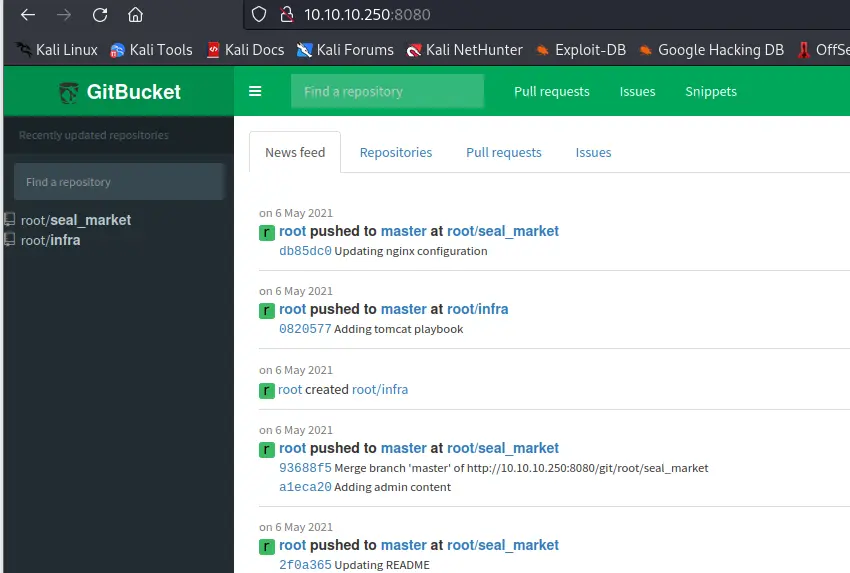 10.10.10.250:8080
Kali Linux Kali Tools Kali Docs Kali Forums Kali NetHunter Exploit-DB Google Hacking DB OffSe
GitBucket
Find a repository
Pull requests Issues Snippets
Recently updated repositories
Find a repository
root/seal_market
root/infra
News feed Repositories Pull requests Issues
on 6 May 2021
r root pushed to master at root/seal_market
db85dc0 Updating nginx configuration
on 6 May 2021
r root pushed to master at root/infra
0820577 Adding tomcat playbook
on 6 May 2021
r root created root/infra
on 6 May 2021
r root pushed to master at root/seal_market
93688f5 Merge branch 'master' of http://10.10.10.250:8080/git/root/seal_market
a1eca20 Adding admin content
on 6 May 2021
r root pushed to master at root/seal_market
2f0a365 Updating README